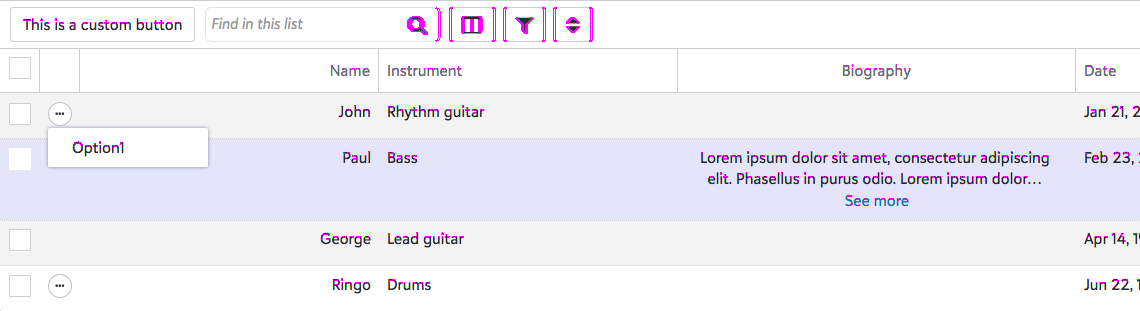 This is a custom button
Find in this list
Name Instrument Biography Date
John Rhythm guitar Jan 21, 2
Option1
Paul Bass Lorem ipsum dolor sit amet, consectetur adipiscing Feb 23,
elit. Phasellus in purus odio. Lorem ipsum dolor…
See more
George Lead guitar Apr 14, 19
Ringo Drums Jun 22, 1